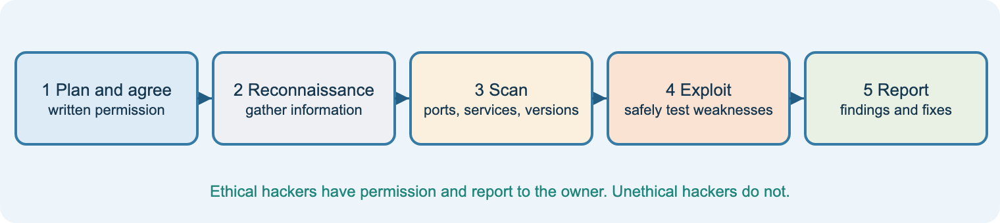 1 Plan and agree
written permission
2 Reconnaissance
gather information
3 Scan
ports, services, versions
4 Exploit
safely test weaknesses
5 Report
findings and fixes
Ethical hackers have permission and report to the owner. Unethical hackers do not.